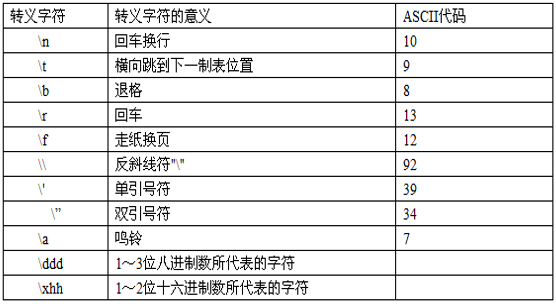 转义字符 转义字符的意义 ASCII代码
\n 回车换行 10
\t 横向跳到下一制表位置 9
\b 退格 8
\r 回车 13
\f 走纸换页 12
\\ 反斜线符"\" 92
\' 单引号符 39
\” 双引号符 34
\a 鸣铃 7
\ddd 1～3位八进制数所代表的字符
\xhh 1～2位十六进制数所代表的字符